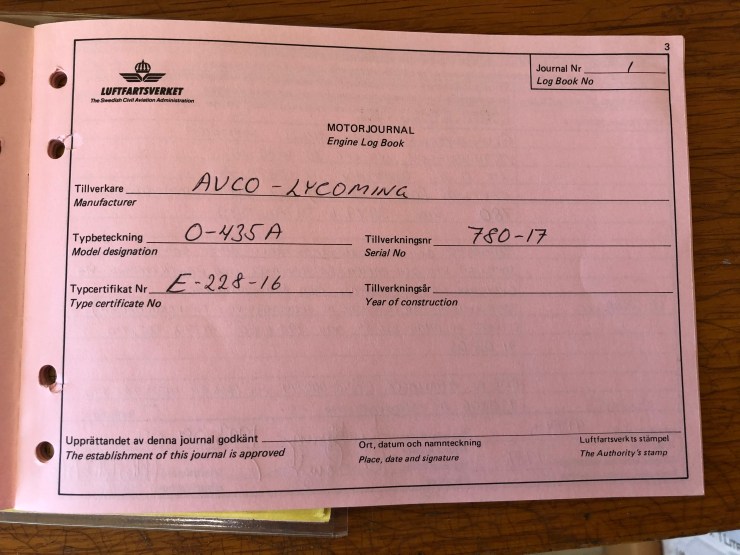 3
LUFTFARTSVERKET
The Swedish Civil Aviation Administration
Journal Nr 1
Log Book No
MOTORJOURNAL
Engine Log Book
Tillverkare AVCO - LYCOMING
Manufacturer
Typbeteckning O-435A Tillverkningsnr 780-17
Model designation Serial No
Typcertifikat Nr E-228-16 Tillverkningsår
Type certificate No Year of construction
Upprättandet av denna journal godkänt Ort, datum och namnteckning Luftfartsverkts stämpel
The establishment of this journal is approved Place, date and signature The Authority's stamp